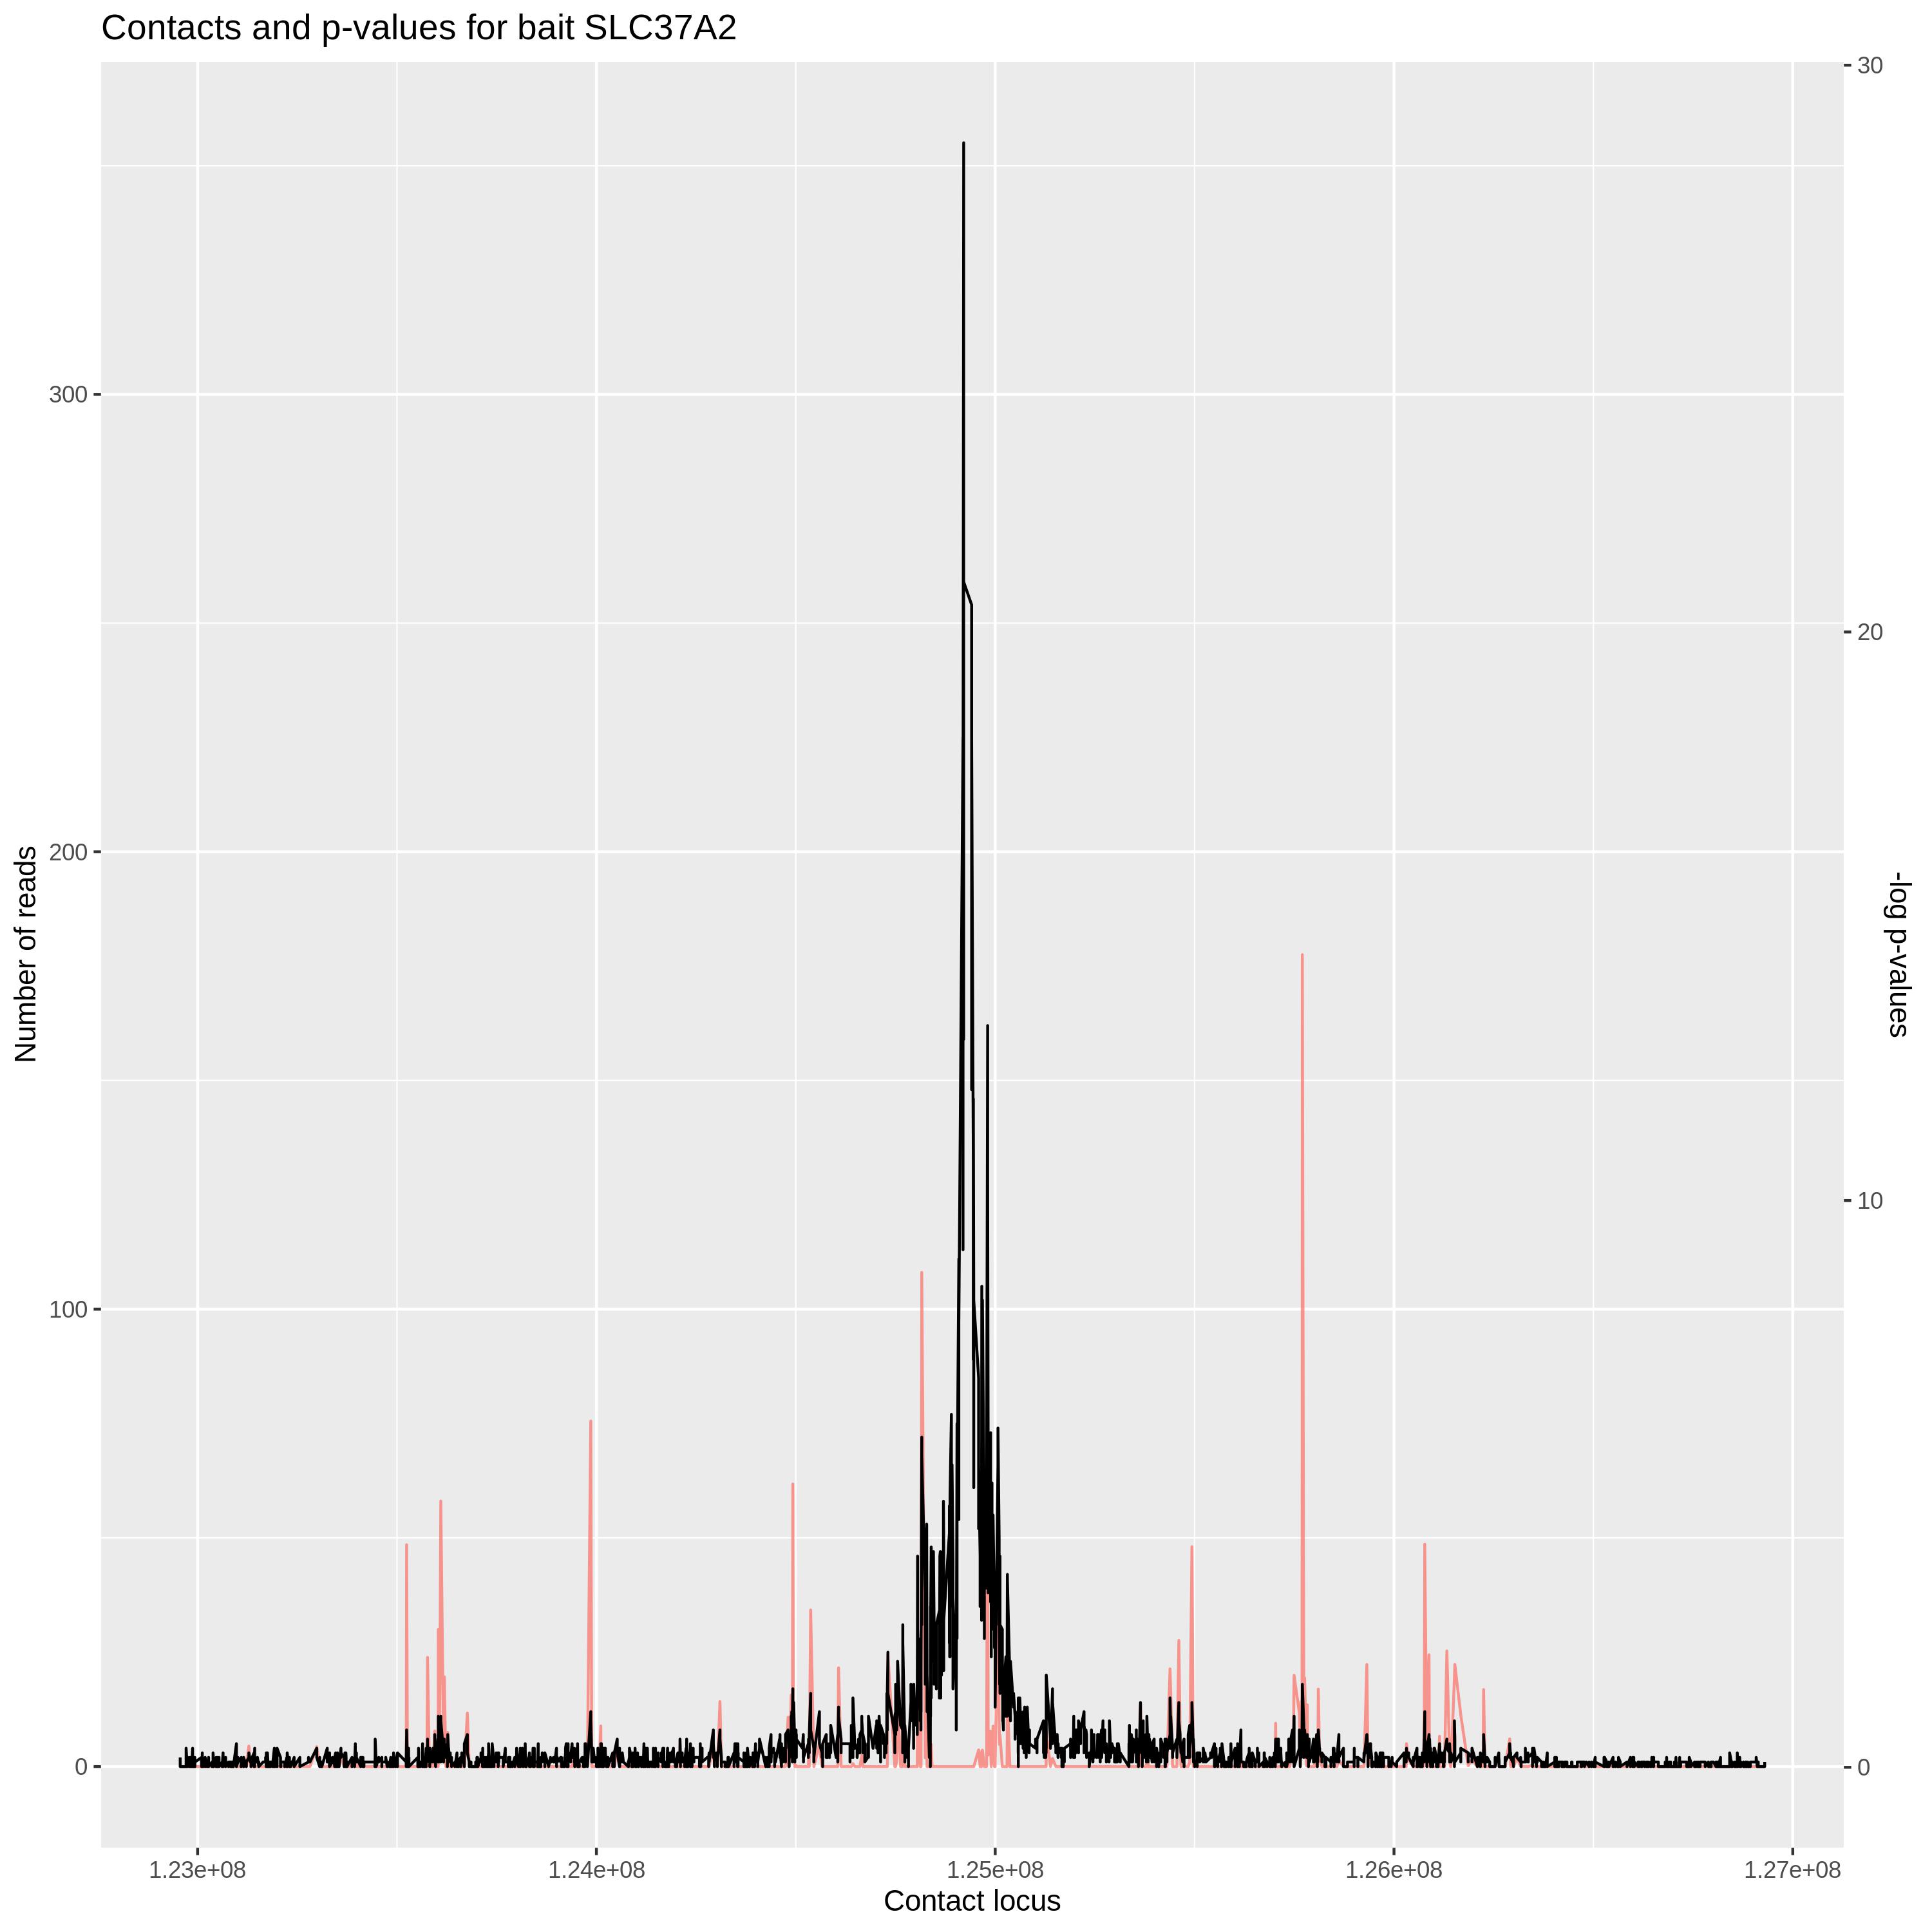 Contacts and p-values for bait SLC37A2
30
300
20
200
Number of reads
-log p-values
10
100
0
0
1.23e+08 1.24e+08 1.25e+08 1.26e+08 1.27e+08
Contact locus